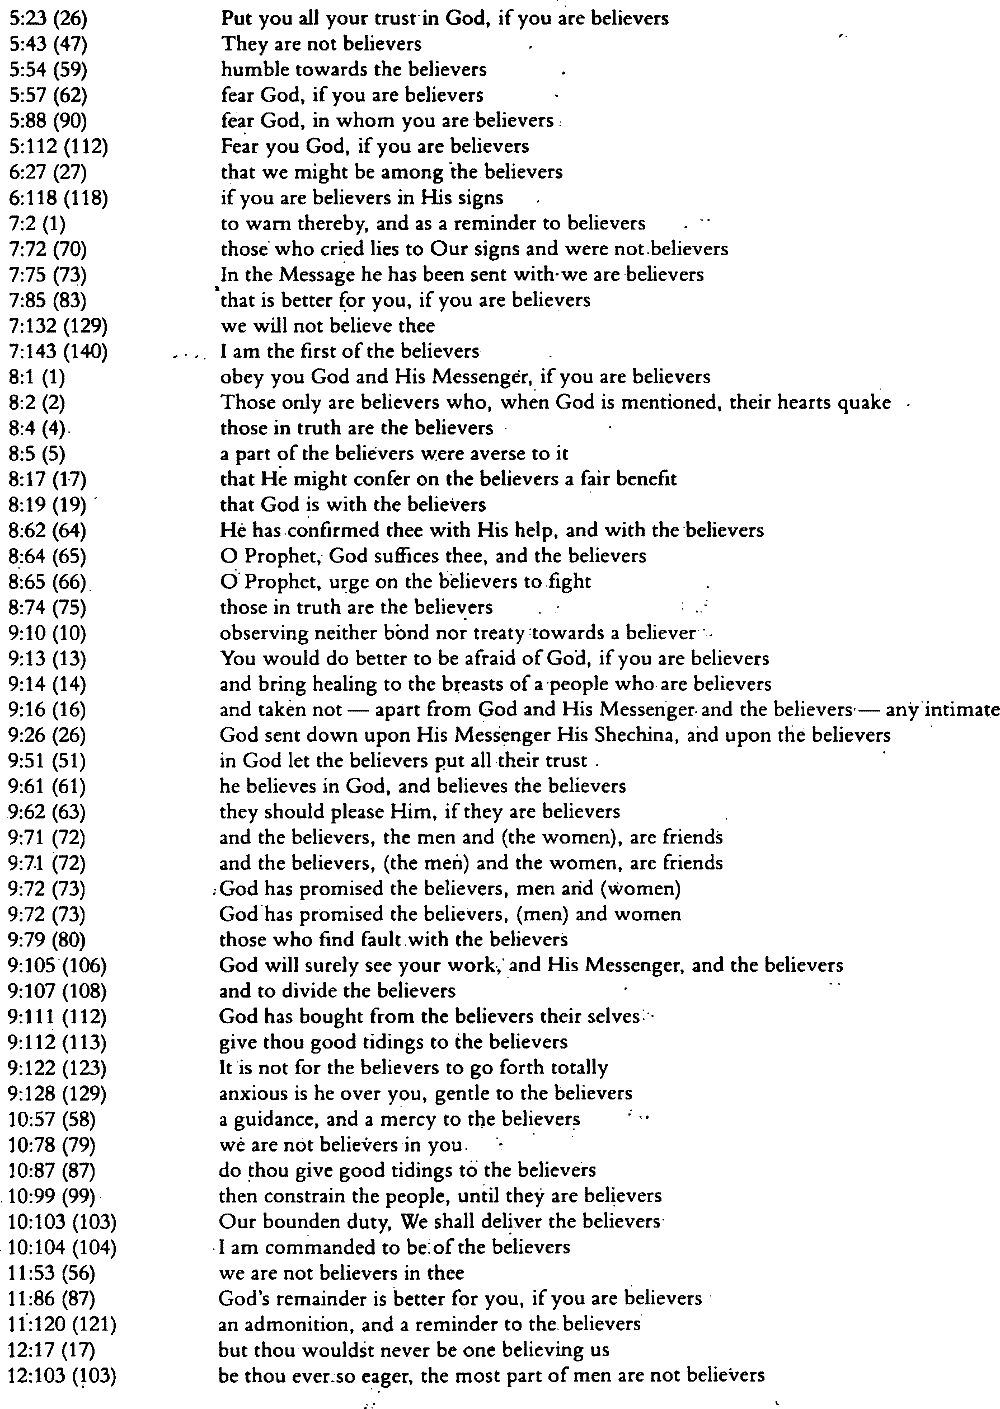 5:23 (26) Put you all your trust in God, if you are believers
5:43 (47) They are not believers
5:54 (59) humble towards the believers
5:57 (62) fear God, if you are believers
5:88 (90) fear God, in whom you are believers
5:112 (112) Fear you God, if you are believers
6:27 (27) that we might be among the believers
6:118 (118) if you are believers in His signs
7:2 (1) to warn thereby, and as a reminder to believers
7:72 (70) those who cried lies to Our signs and were not believers
7:75 (73) In the Message he has been sent with we are believers
7:85 (83) that is better for you, if you are believers
7:132 (129) we will not believe thee
7:143 (140) I am the first of the believers
8:1 (1) obey you God and His Messenger, if you are believers
8:2 (2) Those only are believers who, when God is mentioned, their hearts quake
8:4 (4) those in truth are the believers
8:5 (5) a part of the believers were averse to it
8:17 (17) that He might confer on the believers a fair benefit
8:19 (19) that God is with the believers
8:62 (64) He has confirmed thee with His help, and with the believers
8:64 (65) O Prophet, God suffices thee, and the believers
8:65 (66) O Prophet, urge on the believers to fight
8:74 (75) those in truth are the believers
9:10 (10) observing neither bond nor treaty towards a believer
9:13 (13) You would do better to be afraid of God, if you are believers
9:14 (14) and bring healing to the breasts of a people who are believers
9:16 (16) and taken not — apart from God and His Messenger and the believers — any intimate
9:26 (26) God sent down upon His Messenger His Shechina, and upon the believers
9:51 (51) in God let the believers put all their trust
9:61 (61) he believes in God, and believes the believers
9:62 (63) they should please Him, if they are believers
9:71 (72) and the believers, the men and (the women), are friends
9:71 (72) and the believers, (the men) and the women, are friends
9:72 (73) God has promised the believers, men and (women)
9:72 (73) God has promised the believers, (men) and women
9:79 (80) those who find fault with the believers
9:105 (106) God will surely see your work, and His Messenger, and the believers
9:107 (108) and to divide the believers
9:111 (112) God has bought from the believers their selves
9:112 (113) give thou good tidings to the believers
9:122 (123) It is not for the believers to go forth totally
9:128 (129) anxious is he over you, gentle to the believers
10:57 (58) a guidance, and a mercy to the believers
10:78 (79) we are not believers in you
10:87 (87) do thou give good tidings to the believers
10:99 (99) then constrain the people, until they are believers
10:103 (103) Our bounden duty, We shall deliver the believers
10:104 (104) I am commanded to be of the believers
11:53 (56) we are not believers in thee
11:86 (87) God's remainder is better for you, if you are believers
11:120 (121) an admonition, and a reminder to the believers
12:17 (17) but thou wouldst never be one believing us
12:103 (103) be thou ever so eager, the most part of men are not believers